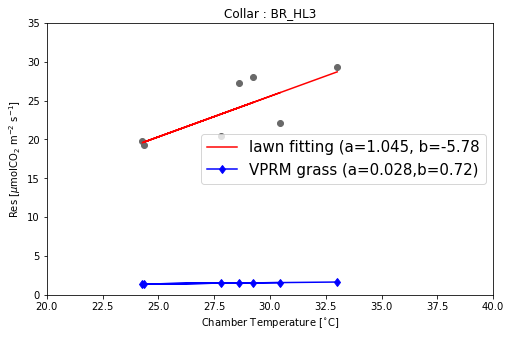 Collar : BR_HL3
35
30
25
20
15
10
5
0
Res [μmolCO₂ m⁻² s⁻¹]
lawn fitting (a=1.045, b=-5.78
VPRM grass (a=0.028,b=0.72)
20.0 22.5 25.0 27.5 30.0 32.5 35.0 37.5 40.0
Chamber Temperature [°C]